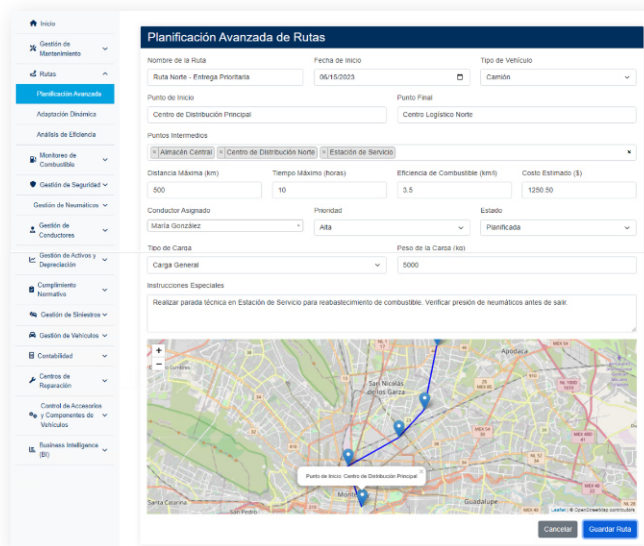 Inicio
Gestión de
Mantenimiento
Rutas
Planificación Avanzada
Adaptación Dinámica
Análisis de Eficiencia
Monitoreo de
Combustible
Gestión de Seguridad
Gestión de Neumáticos
Gestión de
Conductores
Gestión de Activos y
Depreciación
Cumplimiento
Normativo
Gestión de Siniestros
Gestión de Vehículos
Contabilidad
Centros de
Reparación
Control de Accesorios
y Componentes de
Vehículos
Business Intelligence
(BI)
Planificación Avanzada de Rutas
Nombre de la Ruta Fecha de Inicio Tipo de Vehículo
Ruta Norte - Entrega Prioritaria 06/15/2023 Camión
Punto de Inicio Punto Final
Centro de Distribución Principal Centro Logístico Norte
Puntos Intermedios
× Almacén Central × Centro de Distribución Norte × Estación de Servicio ×
Distancia Máxima (km) Tiempo Máximo (horas) Eficiencia de Combustible (km/l) Costo Estimado ($)
500 10 3.5 1250.50
Conductor Asignado Prioridad Estado
María González Alta Planificada
Tipo de Carga Peso de la Carga (kg)
Carga General 5000
Instrucciones Especiales
Realizar parada técnica en Estación de Servicio para reabastecimiento de combustible. Verificar presión de neumáticos antes de salir.
+
−
Apodaca
San Nicolás
de los Garza
Punto de Inicio: Centro de Distribución Principal
×
Santa Catarina
Guadalupe
San Pedro
Leaflet | © OpenStreetMap contributors
Cancelar Guardar Ruta